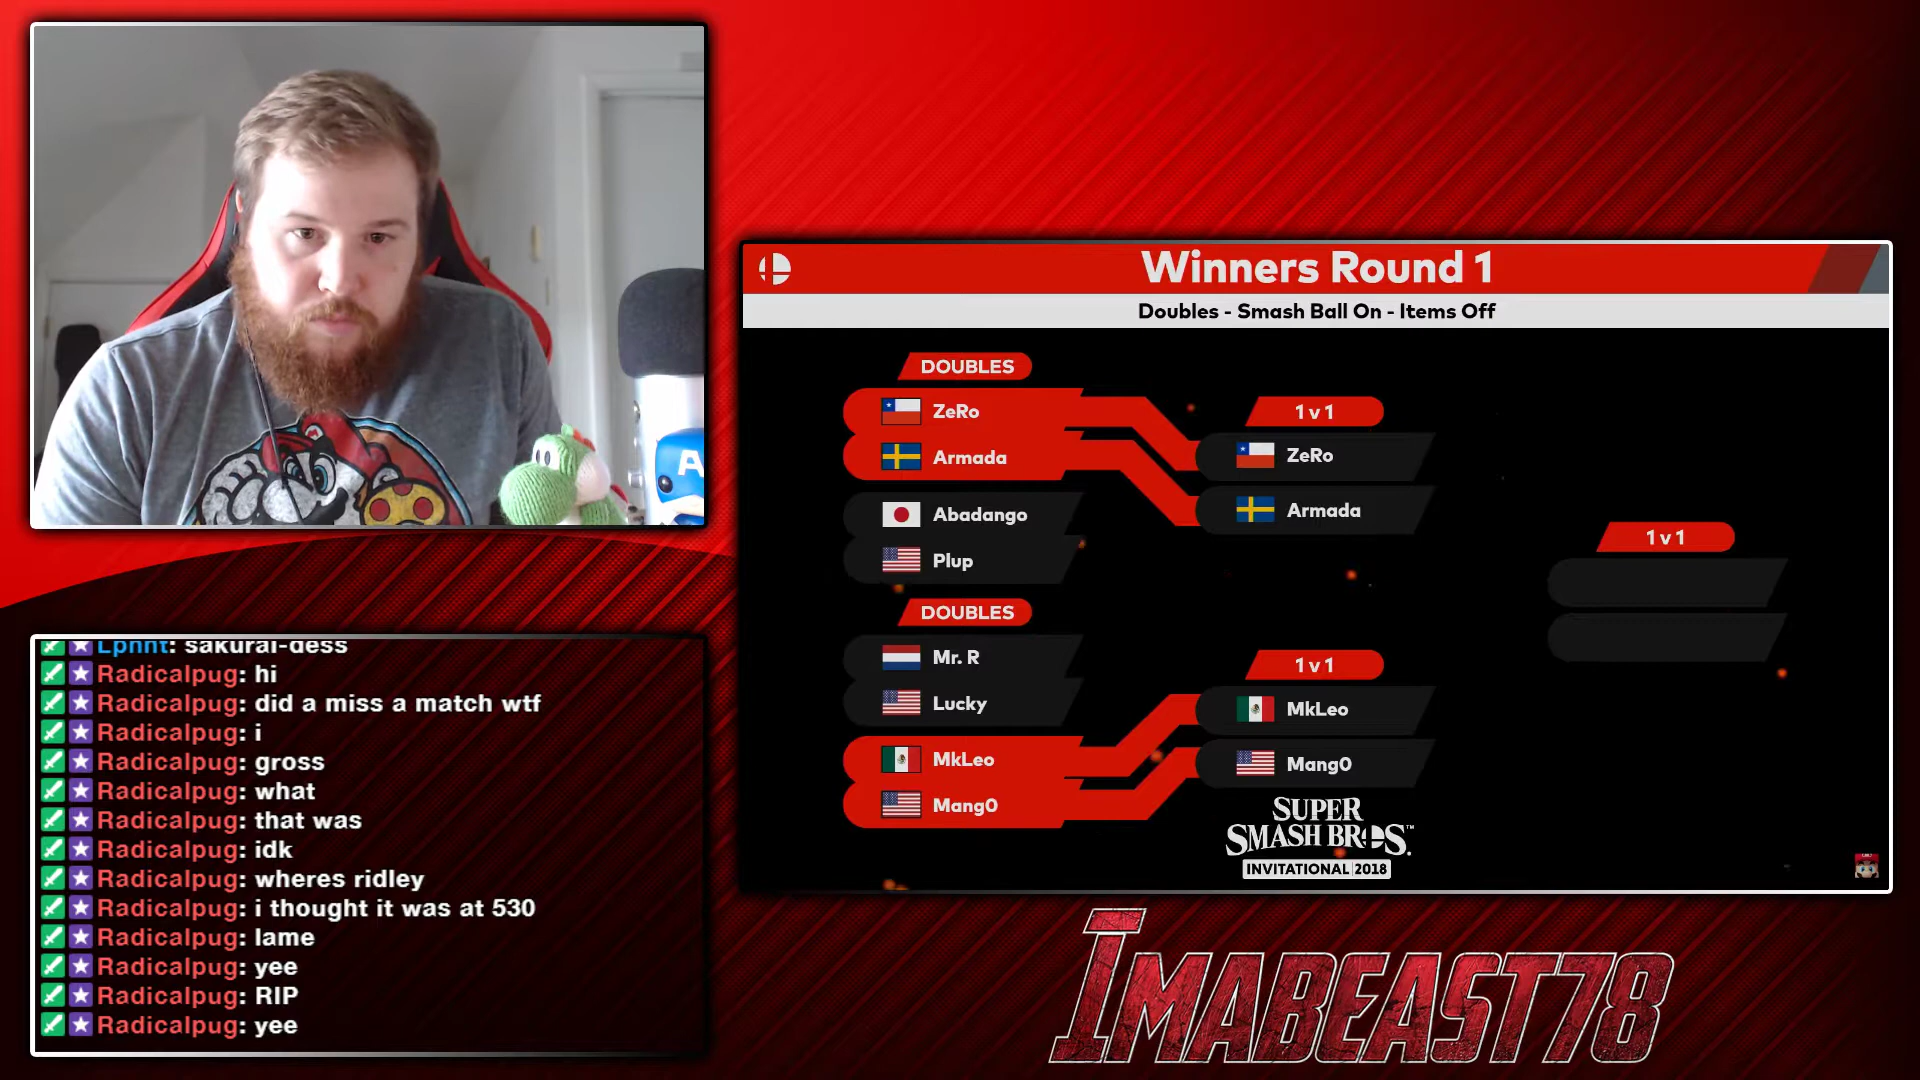 Winners Round 1
Doubles - Smash Ball On - Items Off
DOUBLES
ZeRo
Armada
Abadango
Plup
DOUBLES
Mr. R
Lucky
MkLeo
Mang0
1 v 1
ZeRo
Armada
1 v 1
MkLeo
Mang0
1 v 1
SUPER
SMASH BROS.™
INVITATIONAL 2018
A
Lphht: sakurai-dess
Radicalpug: hi
Radicalpug: did a miss a match wtf
Radicalpug: i
Radicalpug: gross
Radicalpug: what
Radicalpug: that was
Radicalpug: idk
Radicalpug: wheres ridley
Radicalpug: i thought it was at 530
Radicalpug: lame
Radicalpug: yee
Radicalpug: RIP
Radicalpug: yee
IMABEAST78